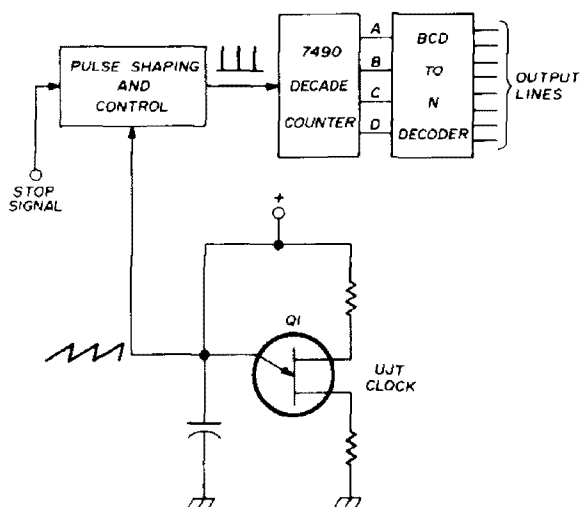 PULSE SHAPING
AND
CONTROL
7490
DECADE
COUNTER
A
B
C
D
BCD
TO
N
DECODER
OUTPUT
LINES
STOP
SIGNAL
+
Q1
UJT
CLOCK